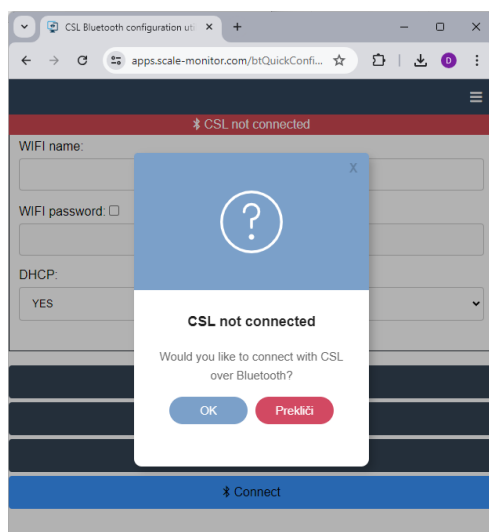 CSL Bluetooth configuration uti
apps.scale-monitor.com/btQuickConfi...
D
CSL not connected
WIFI name:
X
WIFI password:
?
DHCP:
YES
CSL not connected
Would you like to connect with CSL
over Bluetooth?
OK
Prekliči
Connect